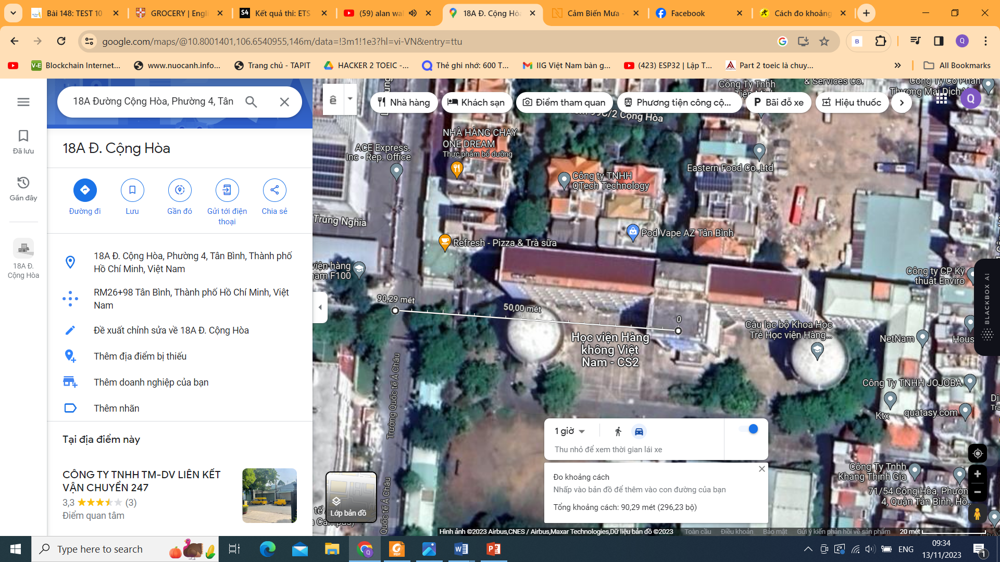 Bài 148: TEST 10
GROCERY | Engli
Kết quả thi: ETS
(59) alan wal
18A Đ. Cộng Hòa
Cảm Biến Mưa -
Facebook
Cách đo khoảng
google.com/maps/@10.8001401,106.6540955,146m/data=!3m1!1e3?hl=vi-VN&entry=ttu
Blockchain Internet...
www.nuocanh.info...
Trang chủ - TAPIT
HACKER 2 TOEIC -...
Thẻ ghi nhớ: 600 T...
IIG Việt Nam bàn g...
(423) ESP32 | Lập T...
Part 2 toeic là chuy...
All Bookmarks
18A Đường Cộng Hòa, Phường 4, Tân
Đã lưu
Gần đây
18A Đ.
Cộng Hòa
18A Đ. Cộng Hòa
Đường đi
Lưu
Gần đó
Gửi tới điện
thoại
Chia sẻ
18A Đ. Cộng Hòa, Phường 4, Tân Bình, Thành phố
Hồ Chí Minh, Việt Nam
RM26+98 Tân Bình, Thành phố Hồ Chí Minh, Việt
Nam
Đề xuất chỉnh sửa về 18A Đ. Cộng Hòa
Thêm địa điểm bị thiếu
Thêm doanh nghiệp của bạn
Thêm nhãn
Tại địa điểm này
CÔNG TY TNHH TM-DV LIÊN KẾT
VẬN CHUYỂN 247
3,3
(3)
Điểm quan tâm
ê
Nhà hàng
Khách sạn
Điểm tham quan
Phương tiện công cộ...
Bãi đỗ xe
Hiệu thuốc
Q
Công Ty Tnhh
& Services Co.
Công Ty Cổ Phần
Thương Mại Dịch V
/2 Cộng Hòa
NHÀ HÀNG CHAY
ONE DREAM
Thực phẩm bổ dưỡng
ACE Express.
Inc - Rep. Office
Công ty TNHH
QTech Technology
Eastern Food Co.,Ltd
Trung Nghĩa
Pod Vape AZ Tân Bình
Refresh - Pizza & Trà sữa
viện hàng
nam F100
Công ty CP Kỹ
thuật Enviro
BLACKBOX AI
90,29 mét
50,00 mét
0
Học viện Hàng
không Việt
Nam - CS2
Câu lạc bộ Khoa Học
Trẻ Học viện Hàng...
NetNam
Hous
Trường Quốc tế Á Châu
Công Ty TNHH JOJOBA
Ktx
quatasy.com
Công Ty Tnhh
Khang Thịnh Gia
71/54 Cộng Hòa, Phườn
4, Quận Tân Bình, Hồ...
Quốc tế Á Châu
1 giờ
Thu nhỏ để xem thời gian lái xe
Đo khoảng cách
Nhấp vào bản đồ để thêm vào con đường của bạn
Tổng khoảng cách: 90,29 mét (296,23 bộ)
Lớp bản đồ
Hình ảnh ©2023 Airbus,CNES / Airbus,Maxar Technologies,Dữ liệu bản đồ ©2023
Toàn cầu
Điều khoản
Bảo mật
Gửi ý kiến phản hồi về sản phẩm
20 mét
Type here to search
ENG
09:34
13/11/2023
1